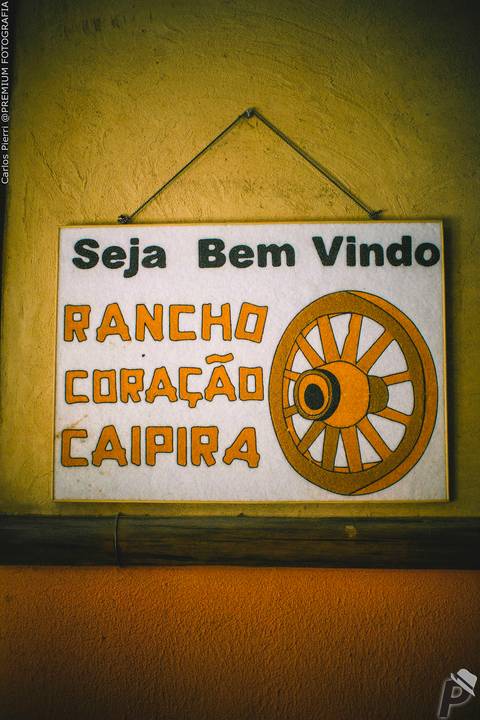 Carlos Pierri @PREMIUM FOTOGRAFIA
Seja Bem Vindo
RANCHO
CORAÇÃO
CAIPIRA
P